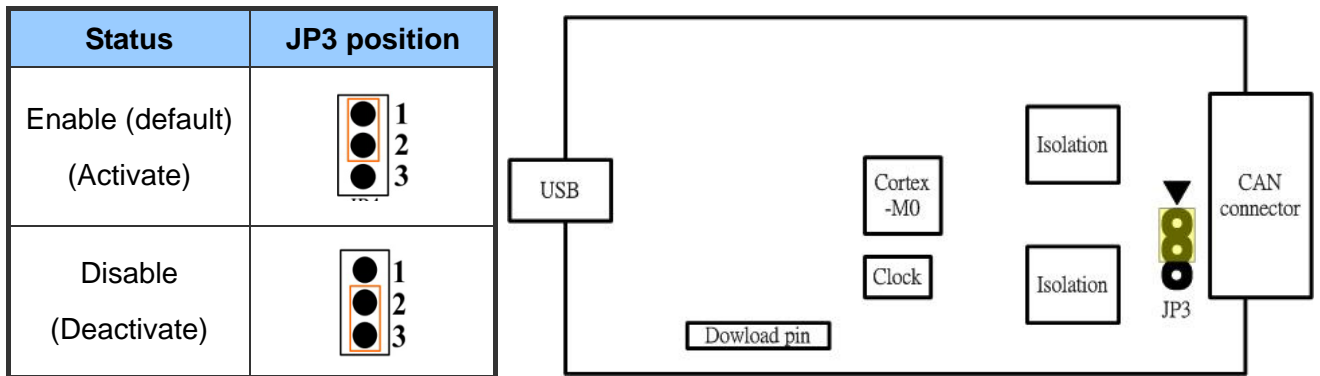 Status
JP3 position
Enable (default)
(Activate)
1
2
3
Disable
(Deactivate)
1
2
3
USB
Cortex
-M0
Clock
Dowload pin
Isolation
Isolation
JP3
CAN
connector